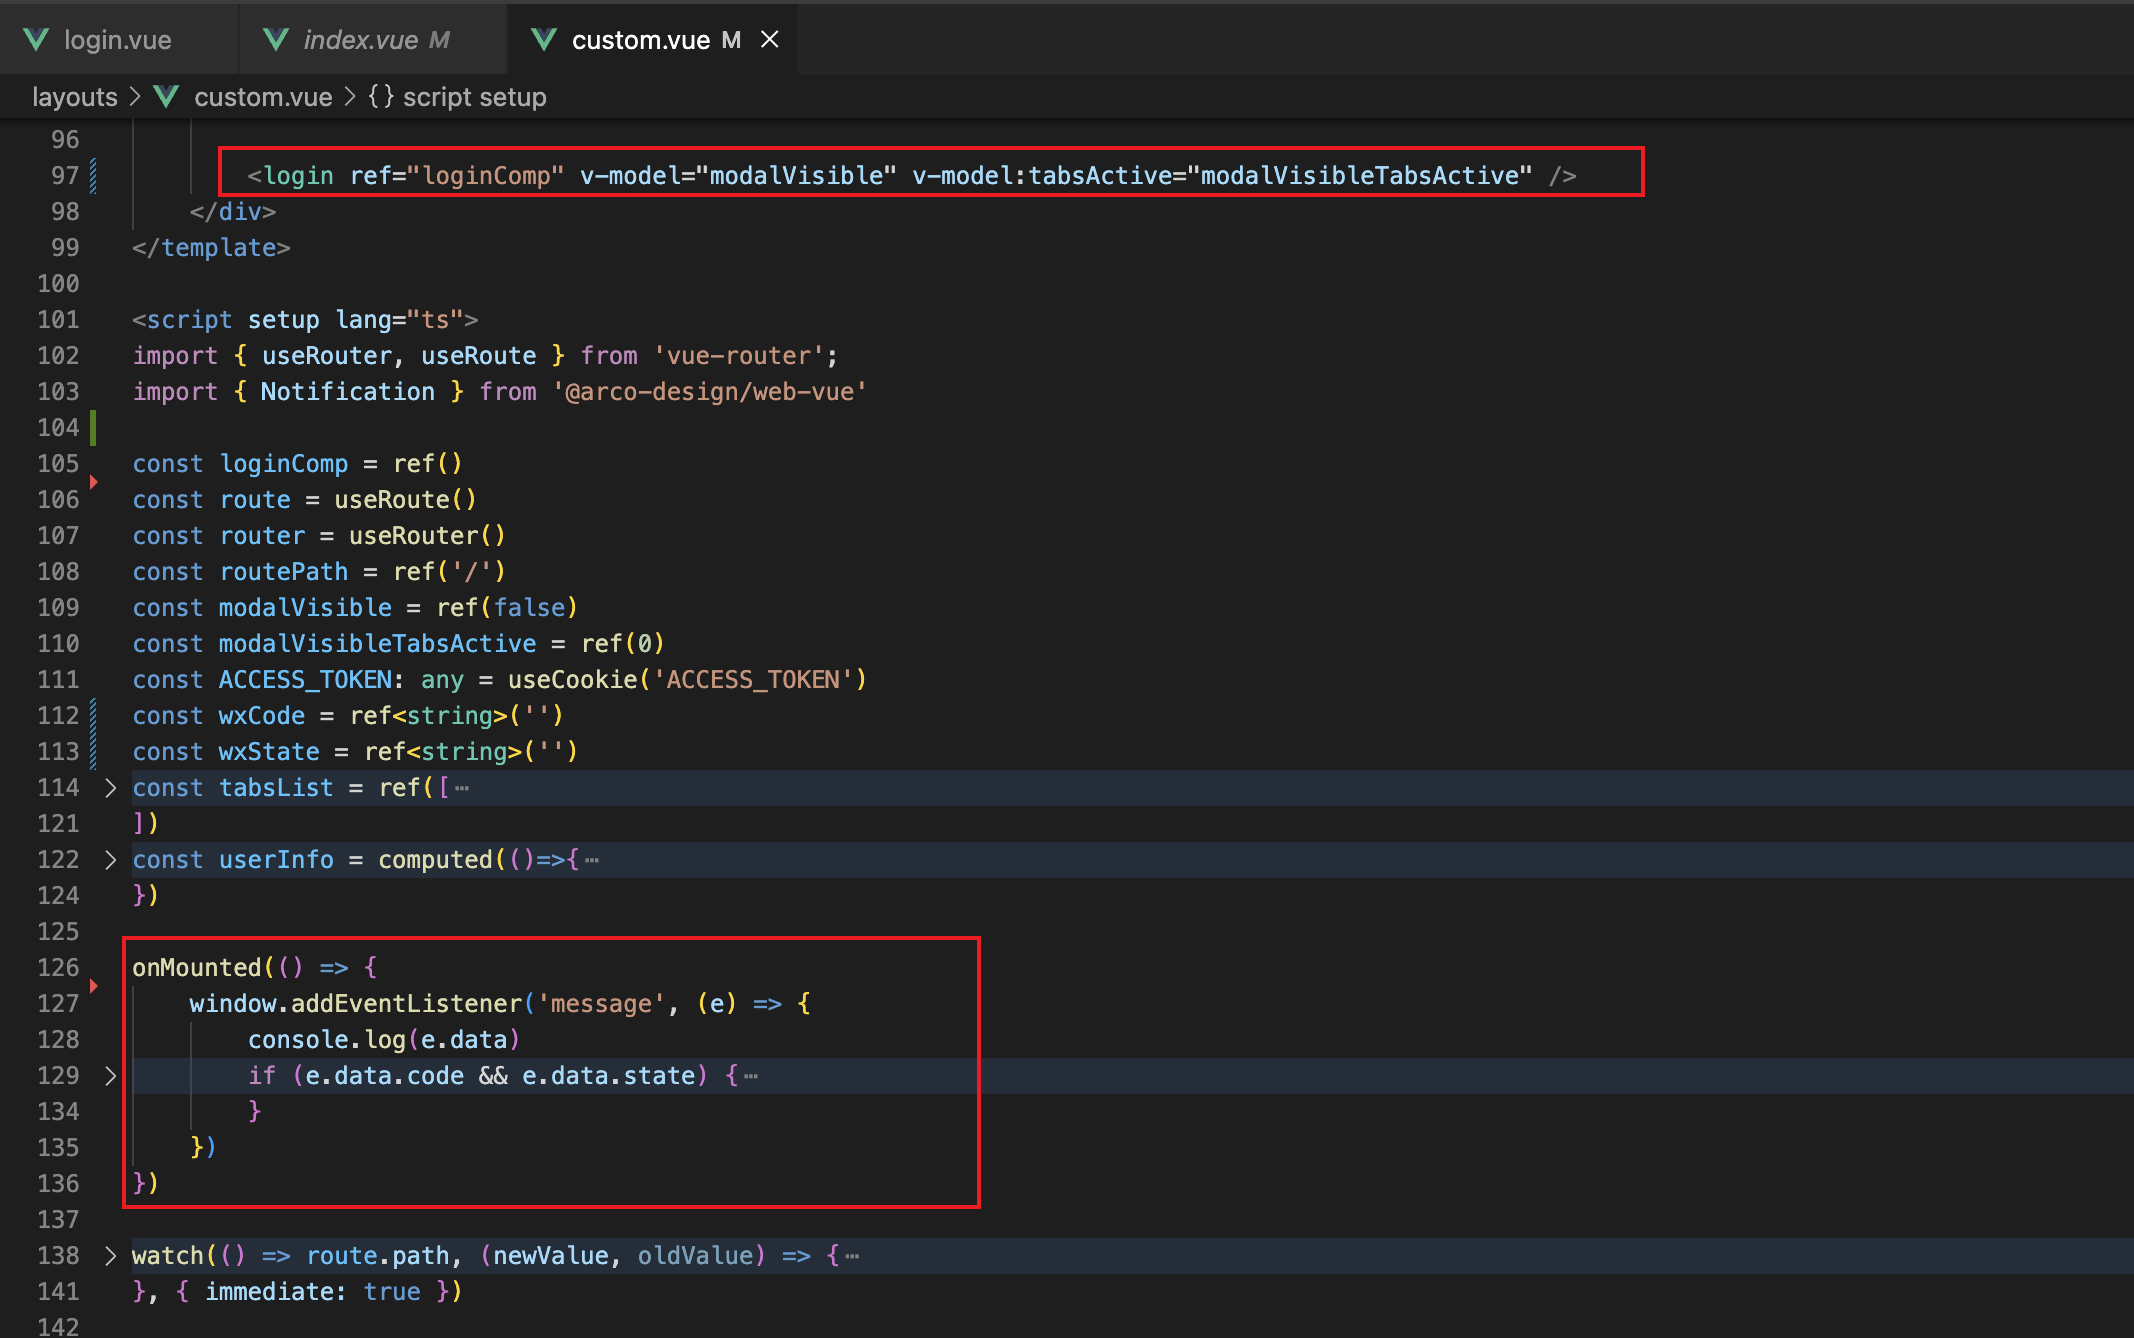 login.vue index.vue M custom.vue M
layouts > custom.vue > {} script setup
96
97 <login ref="loginComp" v-model="modalVisible" v-model:tabsActive="modalVisibleTabsActive" />
98 </div>
99 </template>
100
101 <script setup lang="ts">
102 import { useRouter, useRoute } from 'vue-router';
103 import { Notification } from '@arco-design/web-vue'
104
105 const loginComp = ref()
106 const route = useRoute()
107 const router = useRouter()
108 const routePath = ref('/')
109 const modalVisible = ref(false)
110 const modalVisibleTabsActive = ref(0)
111 const ACCESS_TOKEN: any = useCookie('ACCESS_TOKEN')
112 const wxCode = ref<string>('')
113 const wxState = ref<string>('')
114 const tabsList = ref([…
121 ])
122 const userInfo = computed(()=>{…
124 })
125
126 onMounted(() => {
127 window.addEventListener('message', (e) => {
128 console.log(e.data)
129 if (e.data.code && e.data.state) {…
134 }
135 })
136 })
137
138 watch(() => route.path, (newValue, oldValue) => {…
141 }, { immediate: true })
142